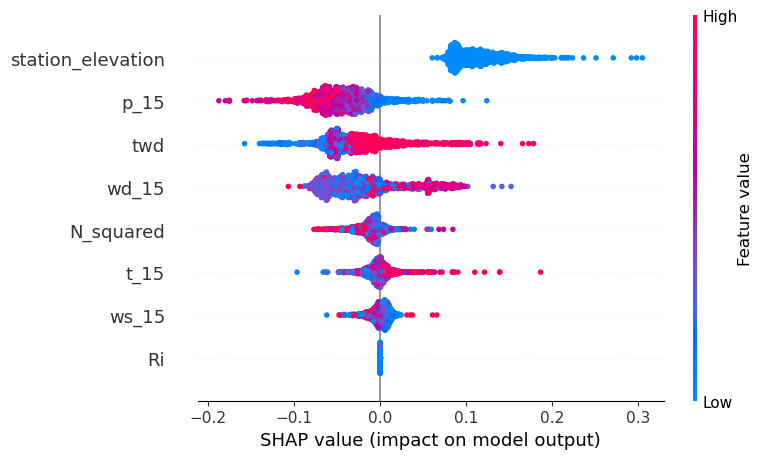 High
station_elevation
p_15
twd
wd_15
N_squared
t_15
ws_15
Ri
Feature value
Low
−0.2 −0.1 0.0 0.1 0.2 0.3
SHAP value (impact on model output)